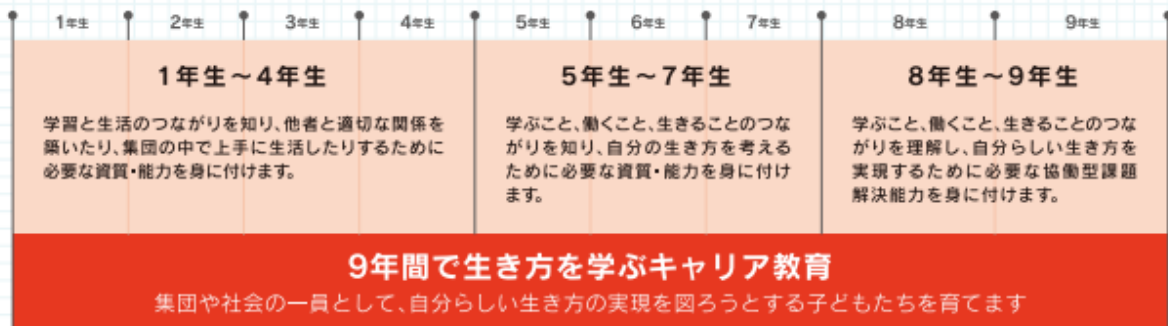 1年生 2年生 3年生 4年生 5年生 6年生 7年生 8年生 9年生
1年生～4年生
学習と生活のつながりを知り、他者と適切な関係を
築いたり、集団の中で上手に生活したりするために
必要な資質・能力を身に付けます。
5年生～7年生
学ぶこと、働くこと、生きることのつな
がりを知り、自分の生き方を考える
ために必要な資質・能力を身に付け
ます。
8年生～9年生
学ぶこと、働くこと、生きることのつな
がりを理解し、自分らしい生き方を
実現するために必要な協働型課題
解決能力を身に付けます。
9年間で生き方を学ぶキャリア教育
集団や社会の一員として、自分らしい生き方の実現を図ろうとする子どもたちを育てます